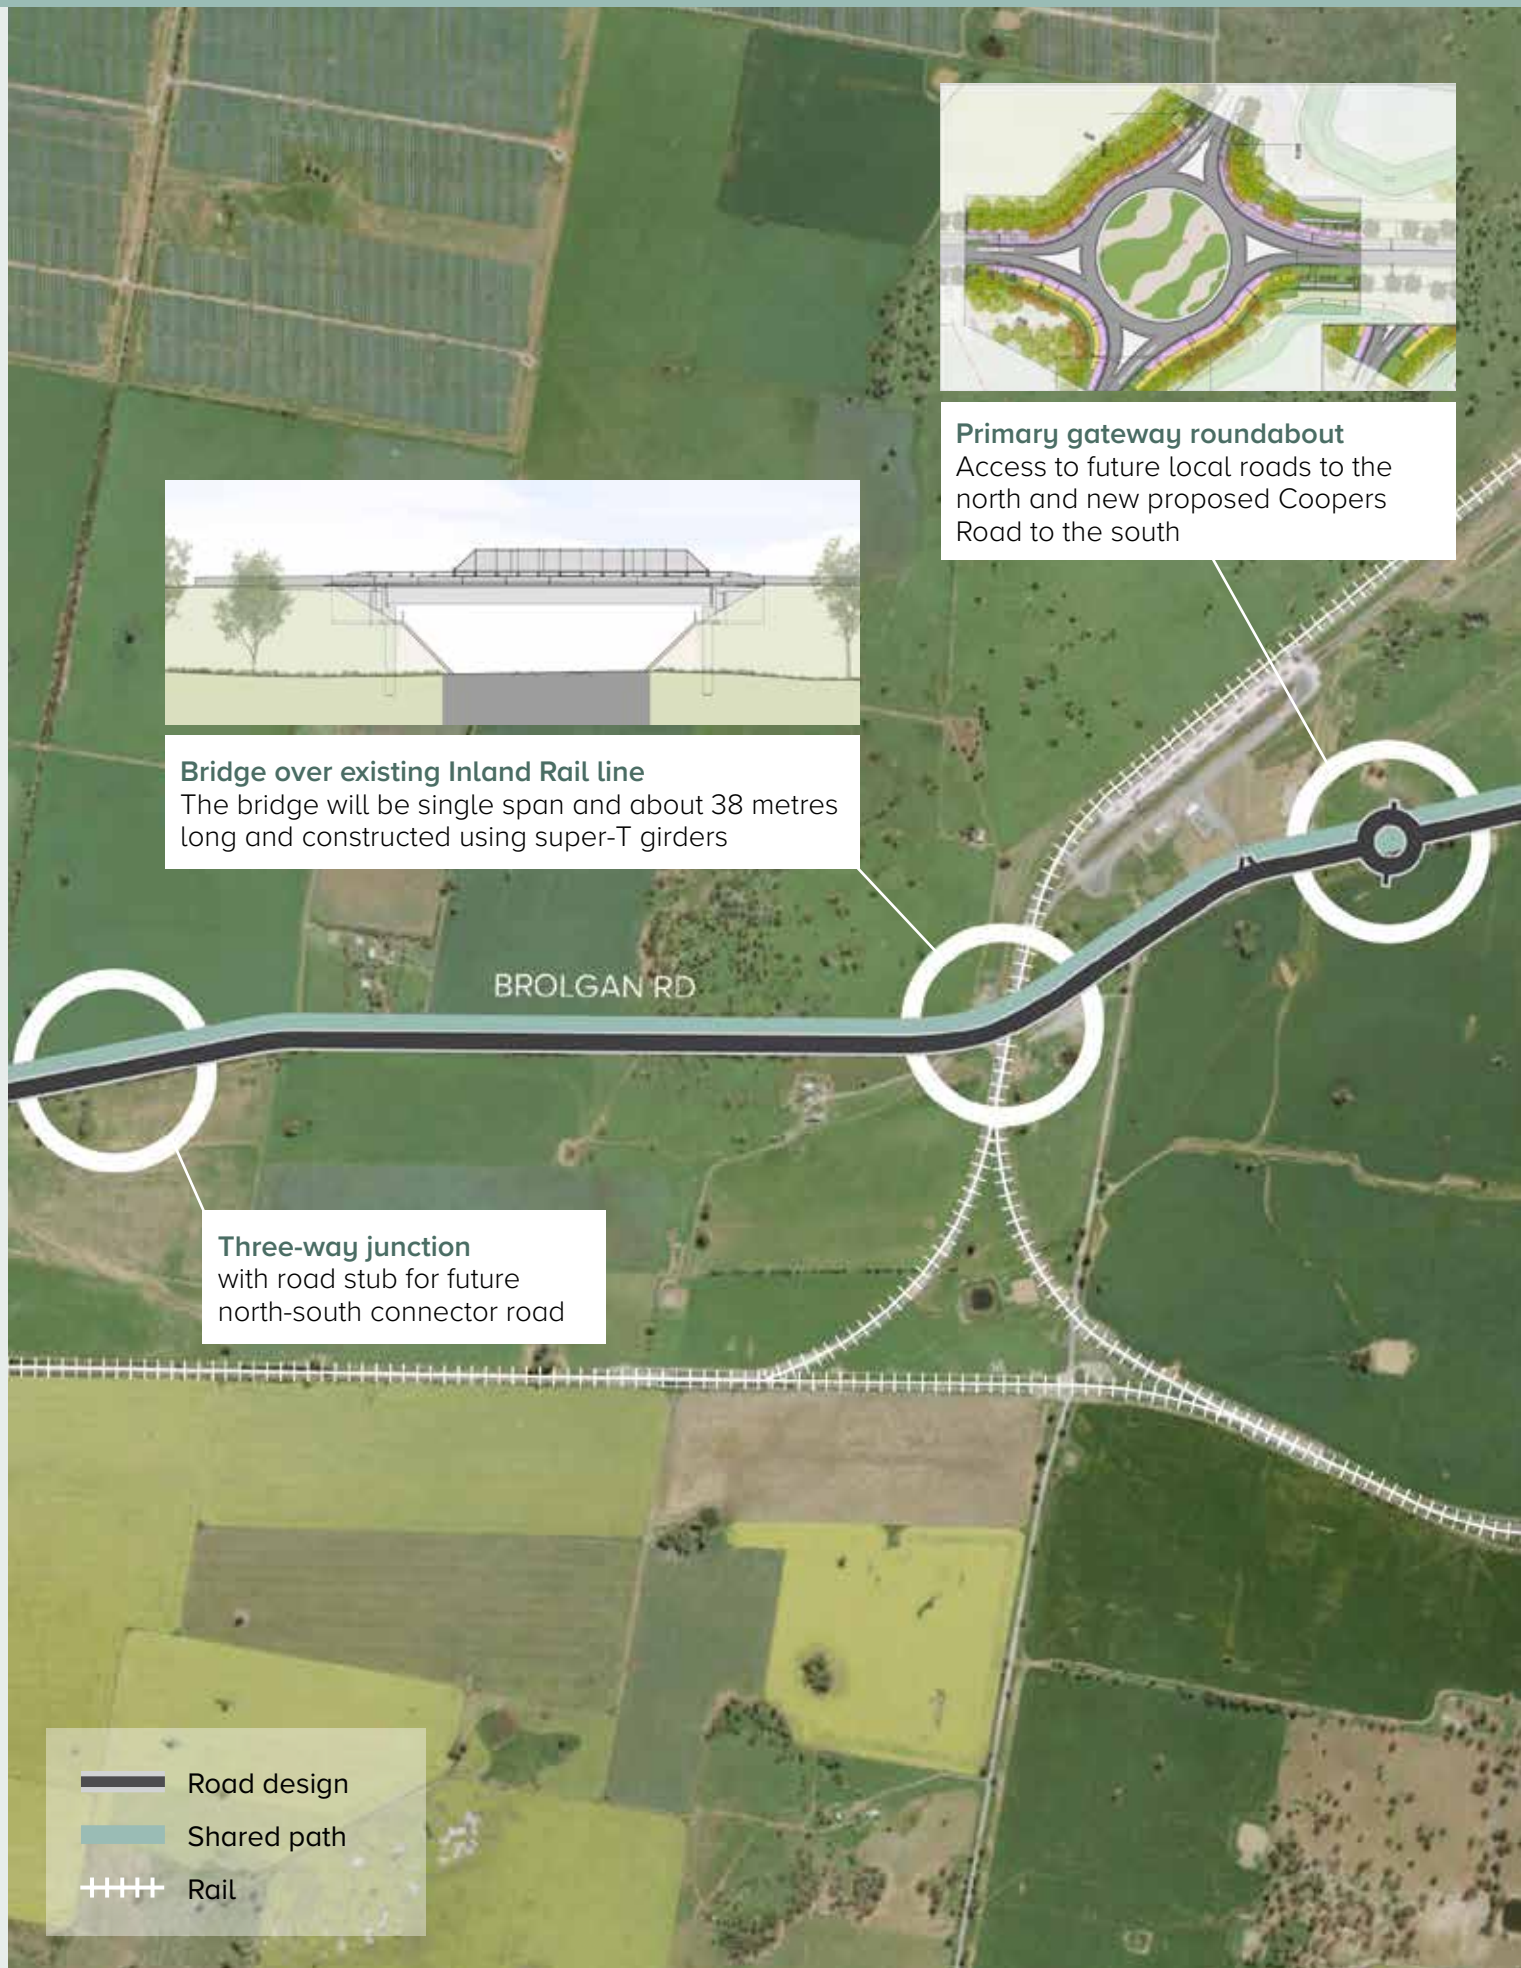 Primary gateway roundabout
Access to future local roads to the
north and new proposed Coopers
Road to the south
Bridge over existing Inland Rail line
The bridge will be single span and about 38 metres
long and constructed using super-T girders
BROLGAN RD
Three-way junction
with road stub for future
north-south connector road
Road design
Shared path
Rail